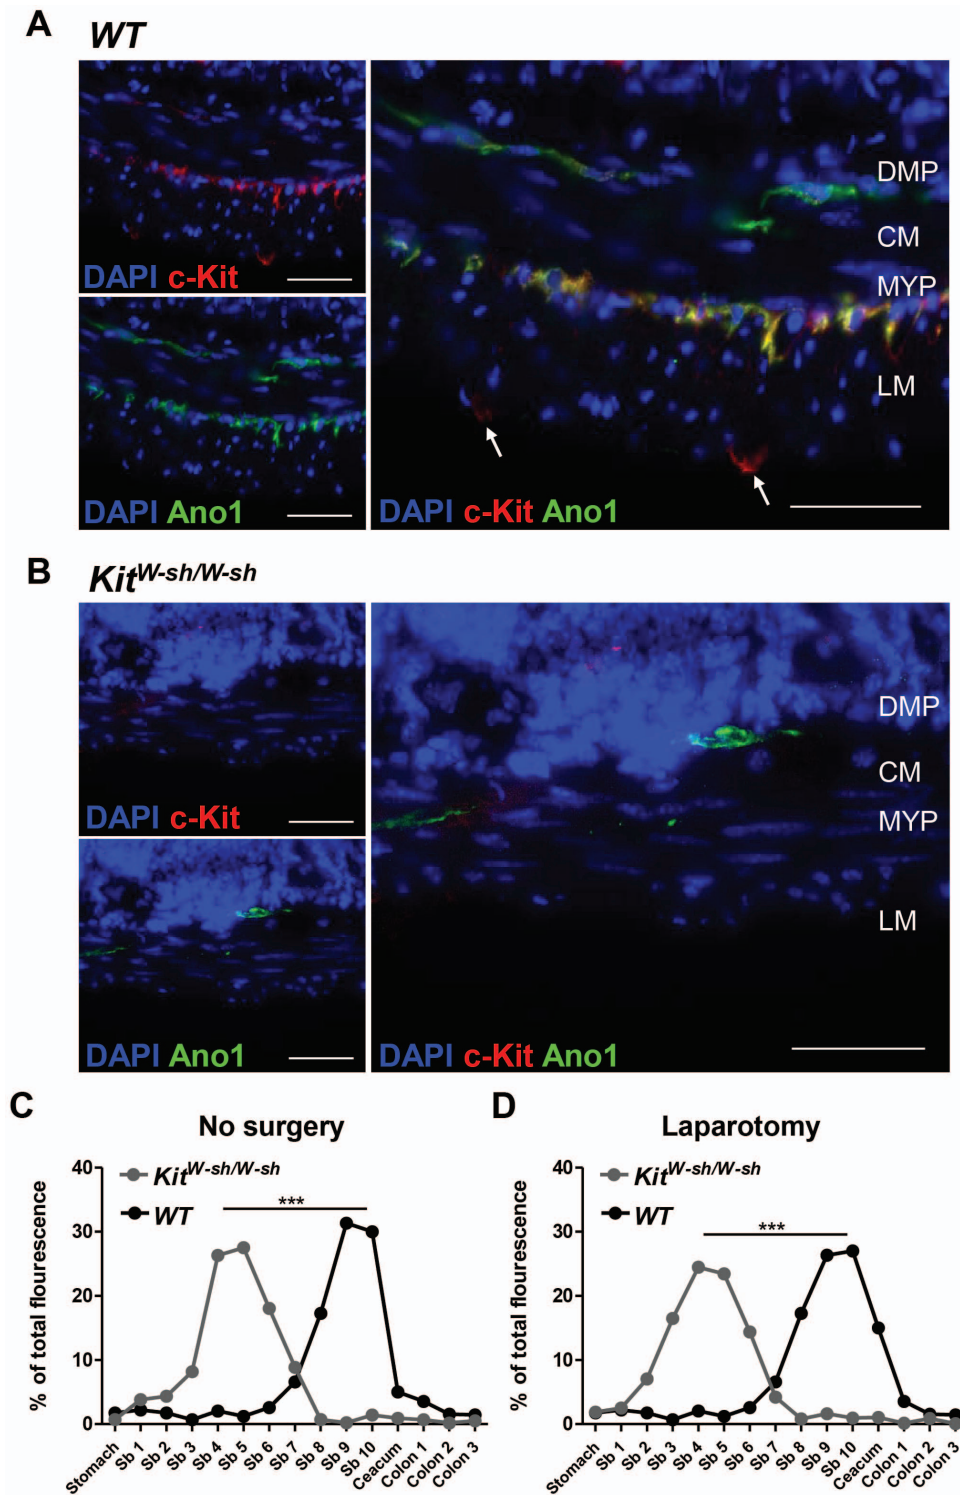 A
WT
DAPI c-Kit
DAPI Ano1
DMP
CM
MYP
LM
DAPI c-Kit Ano1
B
Kit^W-sh/W-sh
DAPI c-Kit
DAPI Ano1
DMP
CM
MYP
LM
DAPI c-Kit Ano1
C
No surgery
Kit^W-sh/W-sh
WT
***
% of total flourescence
40
30
20
10
0
Stomach
Sb 1
Sb 2
Sb 3
Sb 4
Sb 5
Sb 6
Sb 7
Sb 8
Sb 9
Sb 10
Ceacum
Colon 1
Colon 2
Colon 3
D
Laparotomy
Kit^W-sh/W-sh
WT
***
% of total flourescence
40
30
20
10
0
Stomach
Sb 1
Sb 2
Sb 3
Sb 4
Sb 5
Sb 6
Sb 7
Sb 8
Sb 9
Sb 10
Ceacum
Colon 1
Colon 2
Colon 3